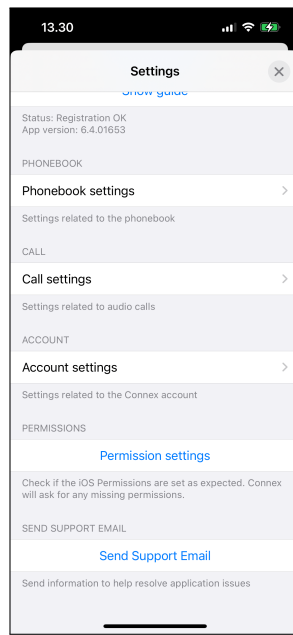 13.30
Settings
Show guide
Status: Registration OK
App version: 6.4.01653
PHONEBOOK
Phonebook settings
Settings related to the phonebook
CALL
Call settings
Settings related to audio calls
ACCOUNT
Account settings
Settings related to the Connex account
PERMISSIONS
Permission settings
Check if the iOS Permissions are set as expected. Connex
will ask for any missing permissions.
SEND SUPPORT EMAIL
Send Support Email
Send information to help resolve application issues